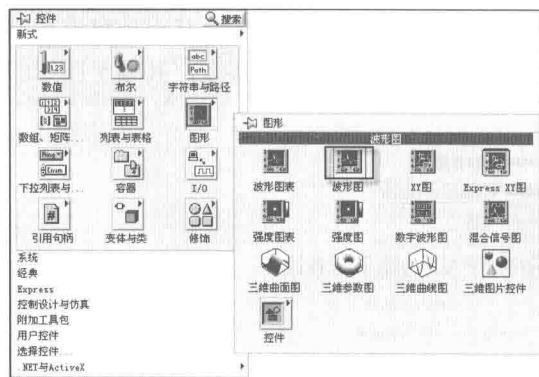 控件
搜索
新式
1.23
abc
Path
数值
布尔
字符串与路径
数组、矩阵...
列表与表格
图形
Ring
Enum
下拉列表与...
容器
I/O
#
引用句柄
变体与类
修饰
系统
经典
Express
控制设计与仿真
附加工具包
用户控件
选择控件...
.NET与ActiveX
图形
波形图
波形图表
波形图
XY图
Express XY图
强度图表
强度图
数字波形图
混合信号图
三维曲面图
三维参数图
三维曲线图
三维图片控件
控件